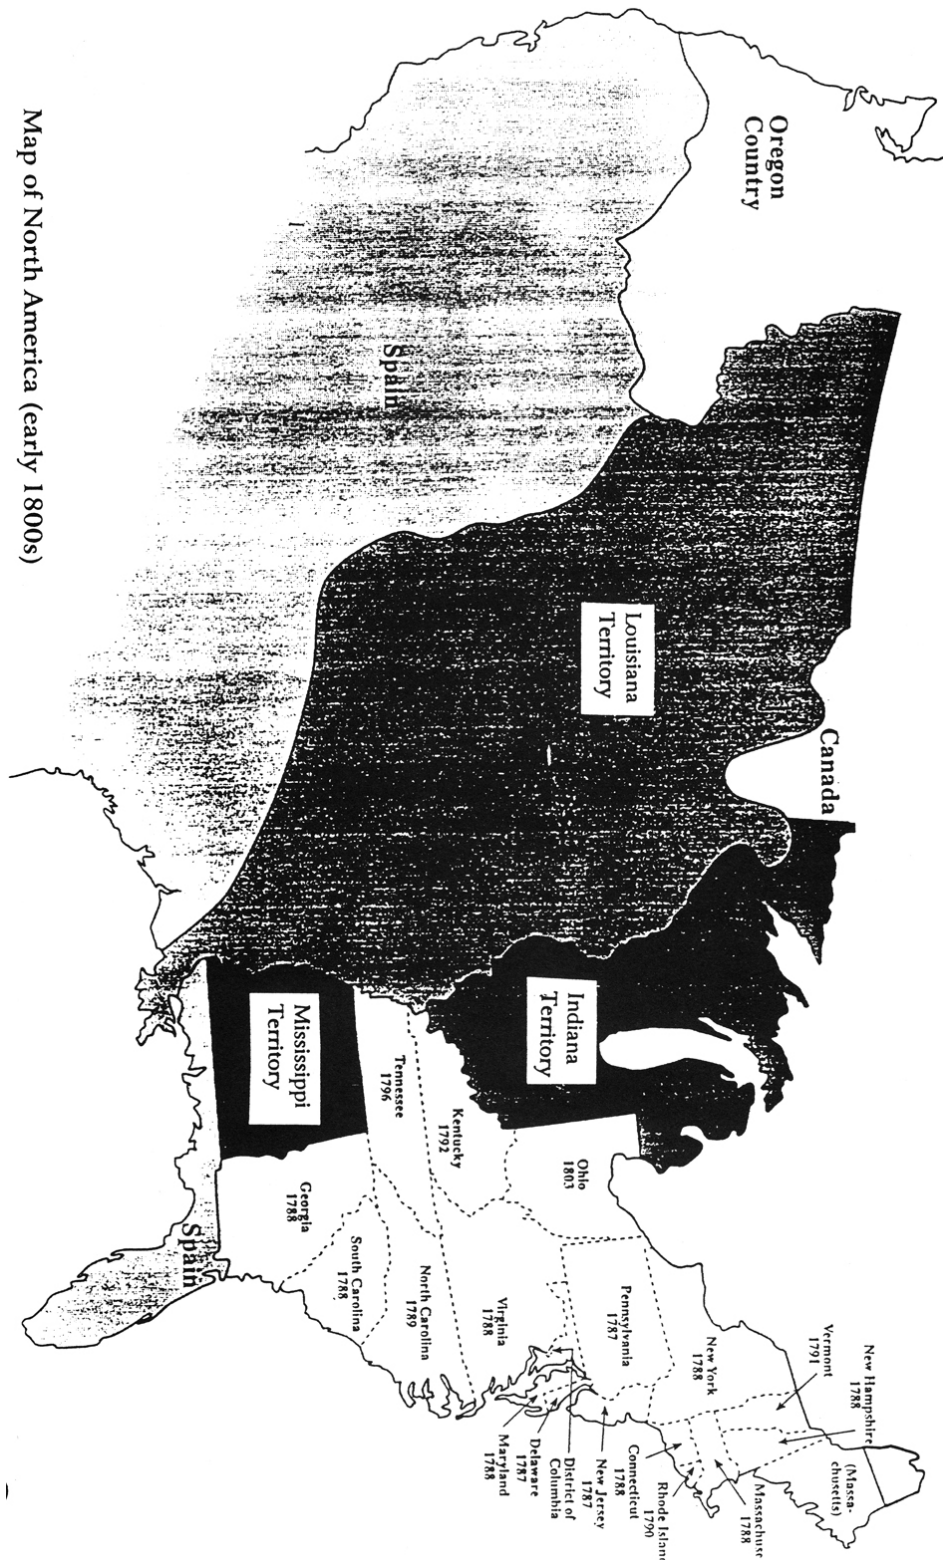 Map of North America (early 1800s)
Oregon
Country
Spain
Louisiana
Territory
Canada
Indiana
Territory
Mississippi
Territory
Spain
Tennessee
1796
Kentucky
1792
Ohio
1803
Georgia
1788
South Carolina
1788
North Carolina
1789
Virginia
1788
Pennsylvania
1787
New York
1788
Vermont
1791
New Hampshire
1788
(Massa-
chusetts)
Massachuse
1788
Rhode Islan
1790
Connecticut
1788
New Jersey
1787
District of
Columbia
Delaware
1787
Maryland
1788